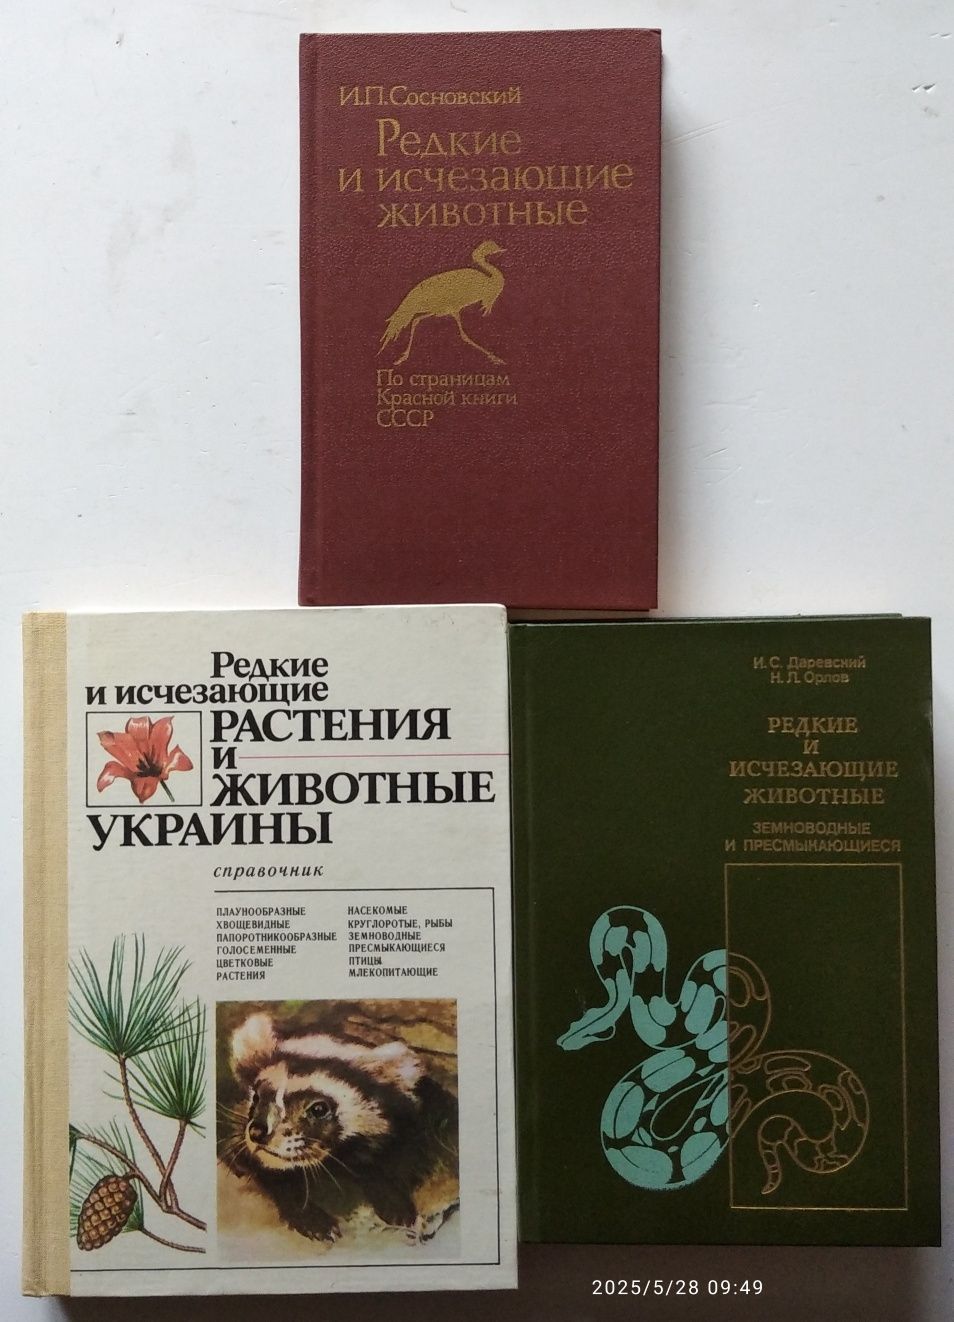 И.П.Сосновский
Редкие
и исчезающие
животные
По страницам
Красной книги
СССР
Редкие
и исчезающие
РАСТЕНИЯ
и
ЖИВОТНЫЕ
УКРАИНЫ
справочник
ПЛАУНООБРАЗНЫЕ
ХВОЩЕВИДНЫЕ
ПАПОРОТНИКООБРАЗНЫЕ
ГОЛОСЕМЕННЫЕ
ЦВЕТКОВЫЕ
РАСТЕНИЯ
НАСЕКОМЫЕ
КРУГЛОРОТЫЕ, РЫБЫ
ЗЕМНОВОДНЫЕ
ПРЕСМЫКАЮЩИЕСЯ
ПТИЦЫ
МЛЕКОПИТАЮЩИЕ
И. С. Даревский
Н. Л. Орлов
РЕДКИЕ
И
ИСЧЕЗАЮЩИЕ
ЖИВОТНЫЕ
ЗЕМНОВОДНЫЕ
И ПРЕСМЫКАЮЩИЕСЯ
2025/5/28 09:49